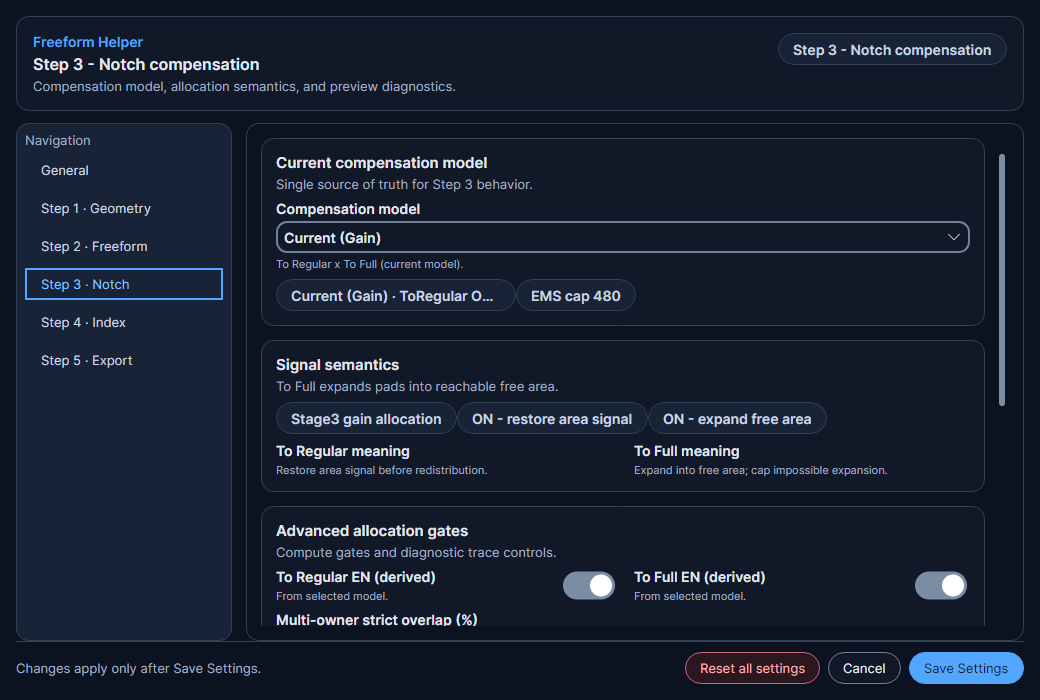 Freeform Helper
Step 3 - Notch compensation
Step 3 - Notch compensation
Compensation model, allocation semantics, and preview diagnostics.
Navigation
General
Step 1 · Geometry
Step 2 · Freeform
Step 3 · Notch
Step 4 · Index
Step 5 · Export
Current compensation model
Single source of truth for Step 3 behavior.
Compensation model
Current (Gain)
To Regular x To Full (current model).
Current (Gain) · ToRegular O...
EMS cap 480
Signal semantics
To Full expands pads into reachable free area.
Stage3 gain allocation
ON - restore area signal
ON - expand free area
To Regular meaning
Restore area signal before redistribution.
To Full meaning
Expand into free area; cap impossible expansion.
Advanced allocation gates
Compute gates and diagnostic trace controls.
To Regular EN (derived)
From selected model.
To Full EN (derived)
From selected model.
Multi-owner strict overlap (%)
Changes apply only after Save Settings.
Reset all settings
Cancel
Save Settings